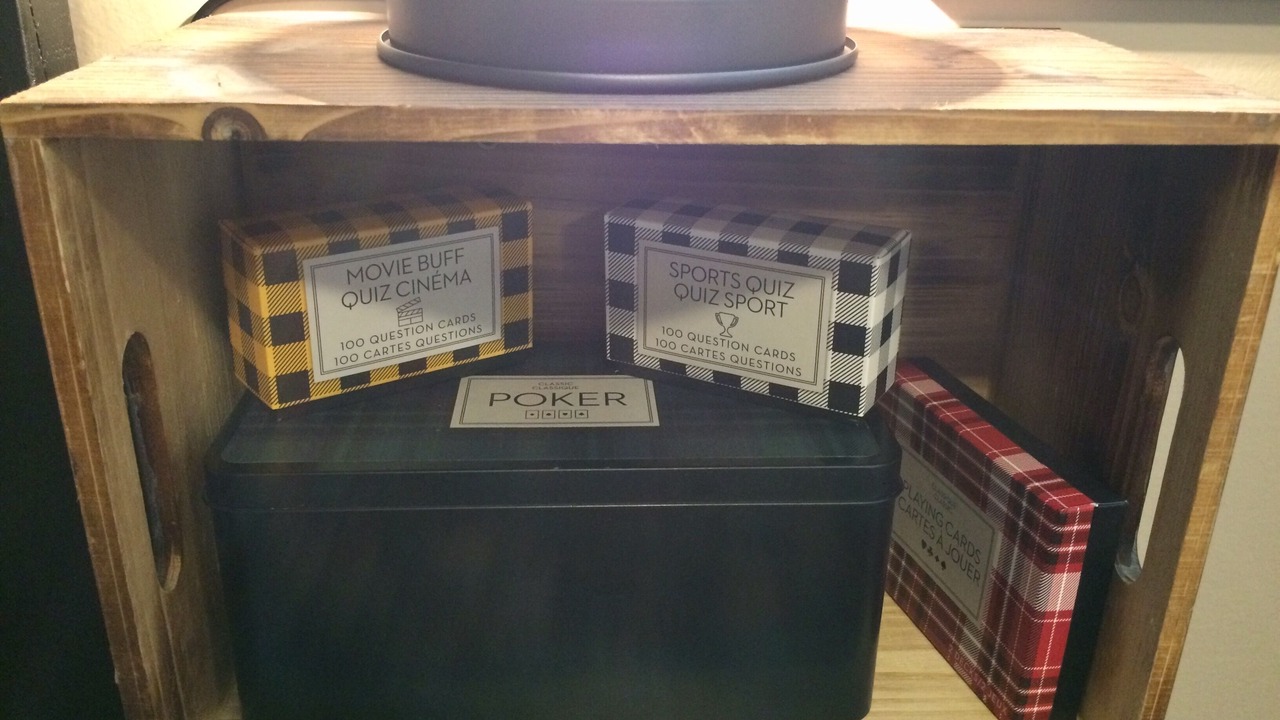 MOVIE BUFF
QUIZ CINÉMA
100 QUESTION CARDS
100 CARTES QUESTIONS
SPORTS QUIZ
QUIZ SPORT
100 QUESTION CARDS
100 CARTES QUESTIONS
CLASSIC
CLASSIQUE
POKER
PLAYING CARDS
CARTES À JOUER